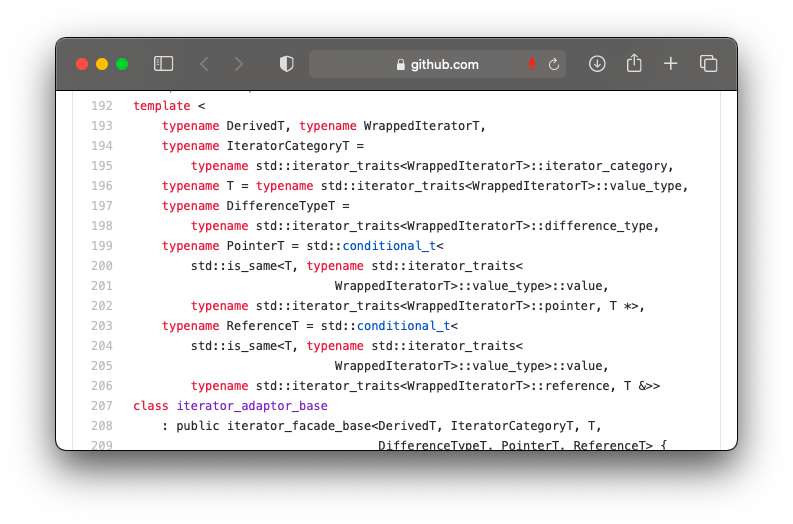 github.com
192 template <
193 typename DerivedT, typename WrappedIteratorT,
194 typename IteratorCategoryT =
195 typename std::iterator_traits<WrappedIteratorT>::iterator_category,
196 typename T = typename std::iterator_traits<WrappedIteratorT>::value_type,
197 typename DifferenceTypeT =
198 typename std::iterator_traits<WrappedIteratorT>::difference_type,
199 typename PointerT = std::conditional_t<
200 std::is_same<T, typename std::iterator_traits<
201 WrappedIteratorT>::value_type>::value,
202 typename std::iterator_traits<WrappedIteratorT>::pointer, T *>,
203 typename ReferenceT = std::conditional_t<
204 std::is_same<T, typename std::iterator_traits<
205 WrappedIteratorT>::value_type>::value,
206 typename std::iterator_traits<WrappedIteratorT>::reference, T &>>
207 class iterator_adaptor_base
208 : public iterator_facade_base<DerivedT, IteratorCategoryT, T,
209 DifferenceTypeT, PointerT, ReferenceT> {